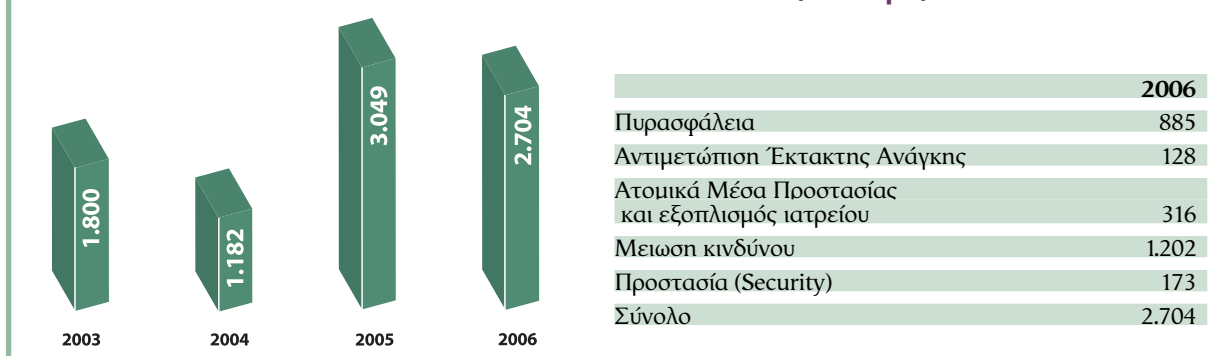 1.800
1.182
3.049
2.704
2003 2004 2005 2006
2006
Πυρασφάλεια 885
Αντιμετώπιση Έκτακτης Ανάγκης 128
Ατομικά Μέσα Προστασίας
και εξοπλισμός ιατρείου 316
Μειωση κινδύνου 1.202
Προστασία (Security) 173
Σύνολο 2.704